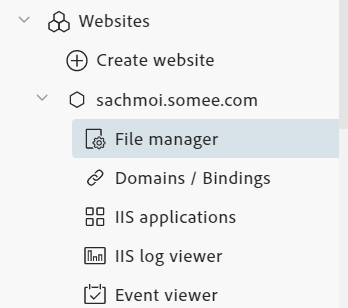 Websites
Create website
sachmoi.somee.com
File manager
Domains / Bindings
IIS applications
IIS log viewer
Event viewer